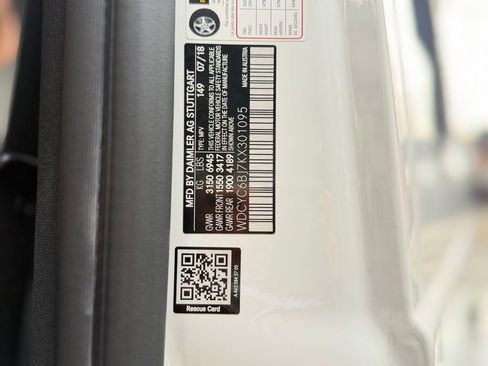 MFD BY DAIMLER AG STUTTGART
TYPE: MPV 149 07/18
THIS VEHICLE CONFORMS TO ALL APPLICABLE
FEDERAL MOTOR VEHICLE SAFETY STANDARDS
IN EFFECT ON THE DATE OF MANUFACTURE
SHOWN ABOVE MADE IN AUSTRIA
KG LBS
GVWR 3150 6945
GAWR FRONT 1550 3417
GAWR REAR 1900 4189
WDCYC6BJ7KX301095
Rescue Card